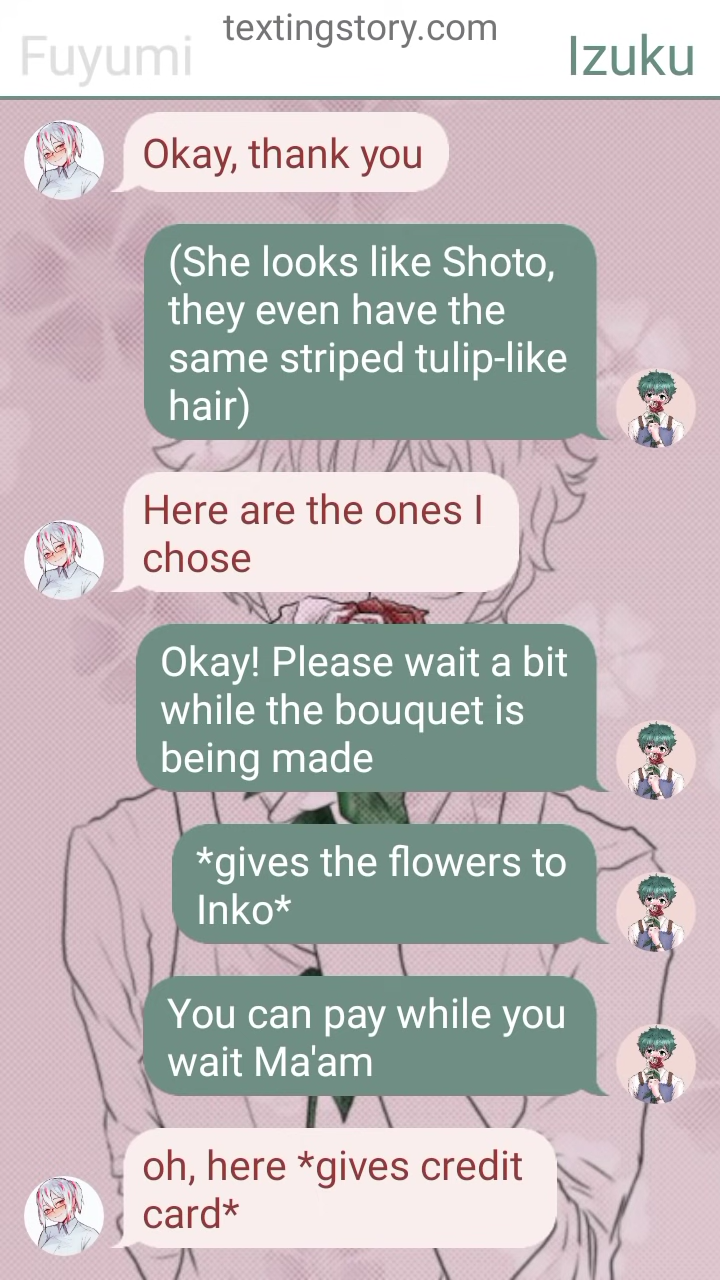 textingstory.com
Fuyumi
Izuku
Okay, thank you
(She looks like Shoto,
they even have the
same striped tulip-like
hair)
Here are the ones I
chose
Okay! Please wait a bit
while the bouquet is
being made
*gives the flowers to
Inko*
You can pay while you
wait Ma'am
oh, here *gives credit
card*